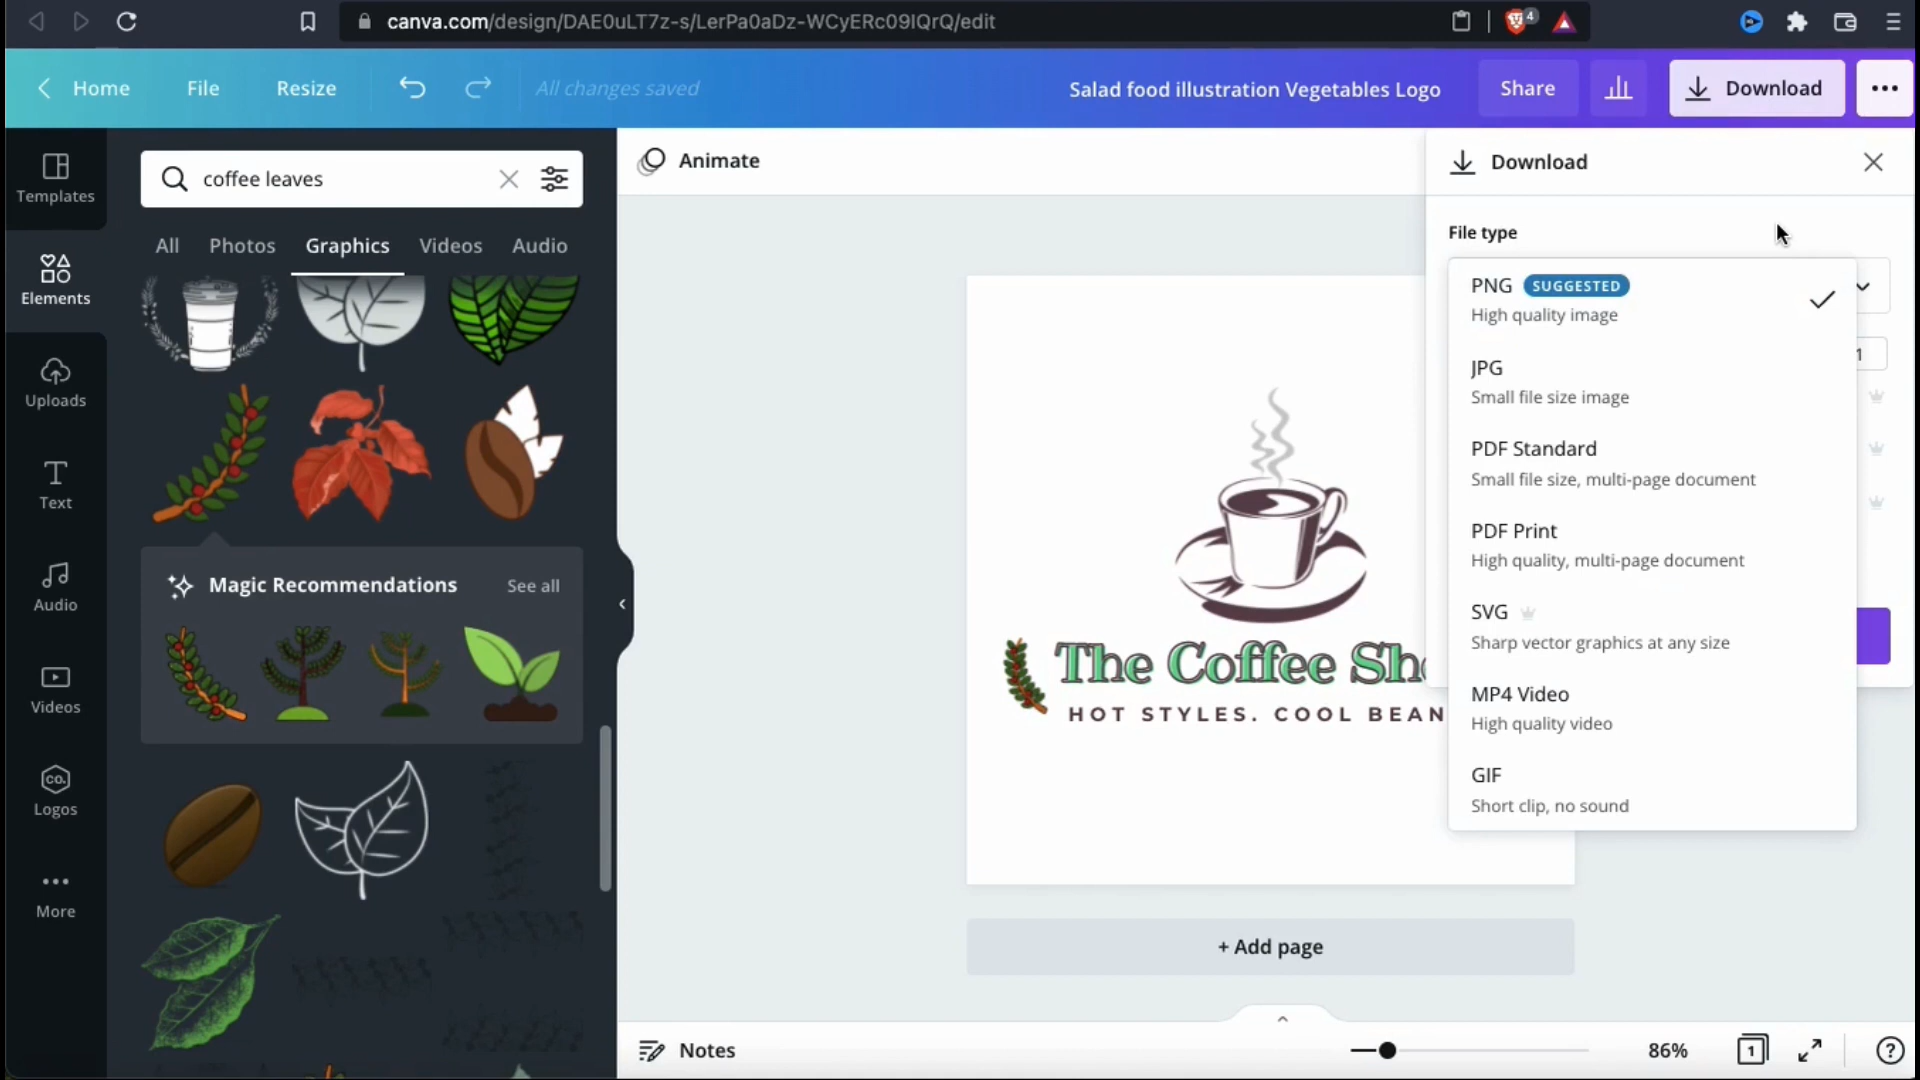 canva.com/design/DAE0uLT7z-s/LerPa0aDz-WCyERc09IQrQ/edit
4
Home
File
Resize
All changes saved
Salad food illustration Vegetables Logo
Share
Download
Templates
Elements
Uploads
Text
Audio
Videos
co.
Logos
More
coffee leaves
All
Photos
Graphics
Videos
Audio
Magic Recommendations
See all
Animate
The Coffee Sh
HOT STYLES. COOL BEAN
+ Add page
Download
File type
PNG SUGGESTED
High quality image
1
JPG
Small file size image
PDF Standard
Small file size, multi-page document
PDF Print
High quality, multi-page document
SVG
Sharp vector graphics at any size
MP4 Video
High quality video
GIF
Short clip, no sound
Notes
86%
1
?